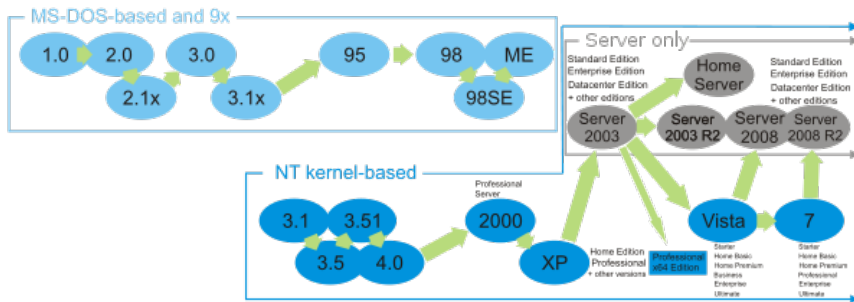 MS-DOS-based and 9x
1.0
2.0
2.1x
3.0
3.1x
95
98
ME
98SE
Server only
Standard Edition
Enterprise Edition
Datacenter Edition
+ other editions
Home
Server
Standard Edition
Enterprise Edition
Datacenter Edition
+ other editions
Server
2003
Server
2003 R2
Server
2008
Server
2008 R2
NT kernel-based
3.1
3.51
3.5
4.0
Professional
Server
2000
XP
Home Edition
Professional
+ other versions
Professional
x64 Edition
Vista
Starter
Home Basic
Home Premium
Business
Enterprise
Ultimate
7
Starter
Home Basic
Home Premium
Professional
Enterprise
Ultimate